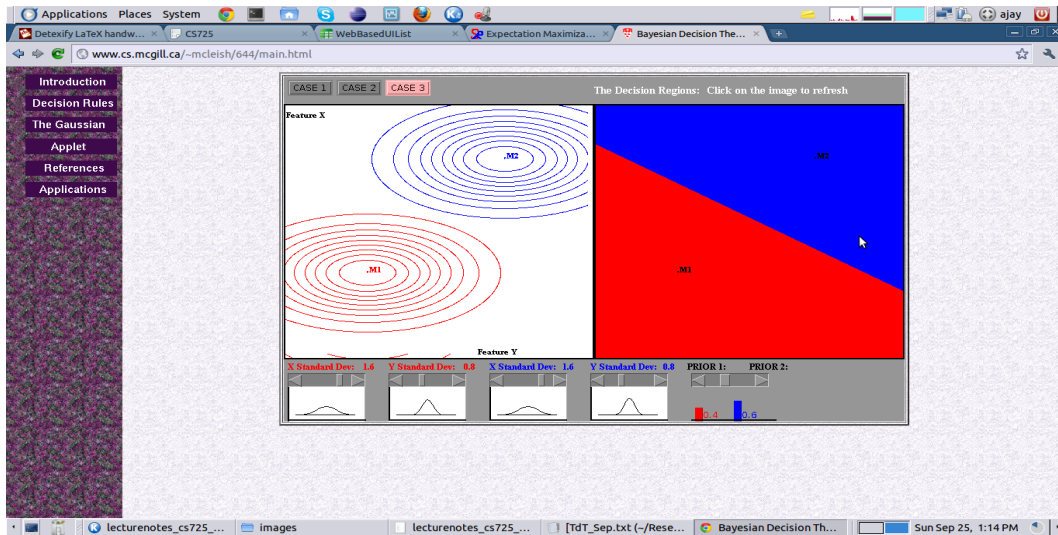 Applications Places System ajay
Detexify LaTeX handw... CS725 WebBasedUIList Expectation Maximiza... Bayesian Decision The...
www.cs.mcgill.ca/~mcleish/644/main.html
Introduction
Decision Rules
The Gaussian
Applet
References
Applications
CASE 1 CASE 2 CASE 3 The Decision Regions: Click on the image to refresh
Feature X
.M2 .M2
.M1 .M1
Feature Y
X Standard Dev: 1.6 Y Standard Dev: 0.8 X Standard Dev: 1.6 Y Standard Dev: 0.8 PRIOR 1: PRIOR 2:
0.4 0.6
lecturenotes_cs725_... images lecturenotes_cs725_... [TdT_Sep.txt (~/Rese... Bayesian Decision Th... Sun Sep 25, 1:14 PM